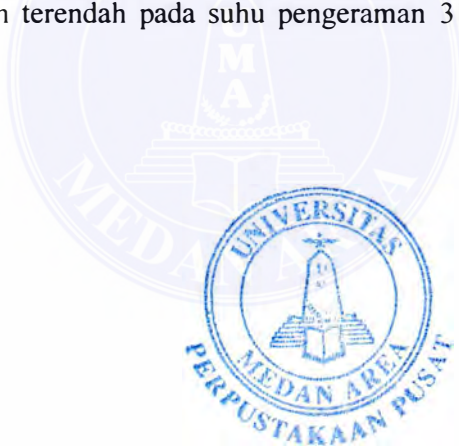 terendah pada suhu pengeraman 3
UMA
MEDAN AREA
UNIVERSITAS
MEDAN AREA
PERPUSTAKAAN PUSAT